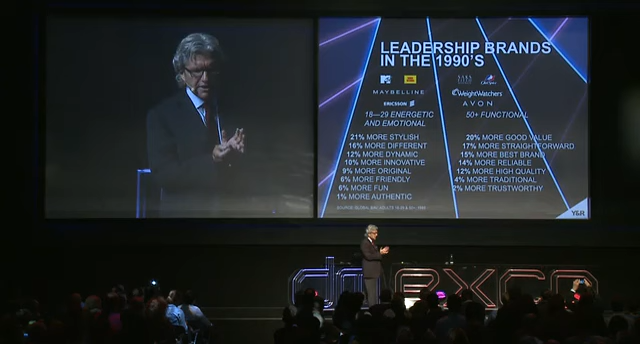 LEADERSHIP BRANDS
IN THE 1990'S
MAYBELLINE
ERICSSON
WeightWatchers
AVON
18—29 ENERGETIC
AND EMOTIONAL
50+ FUNCTIONAL
21% MORE STYLISH
16% MORE DIFFERENT
12% MORE DYNAMIC
10% MORE INNOVATIVE
9% MORE ORIGINAL
6% MORE FRIENDLY
6% MORE FUN
1% MORE AUTHENTIC
20% MORE GOOD VALUE
17% MORE STRAIGHTFORWARD
15% MORE BEST BRAND
14% MORE RELIABLE
12% MORE HIGH QUALITY
4% MORE TRADITIONAL
2% MORE TRUSTWORTHY
Y&R
dmexco